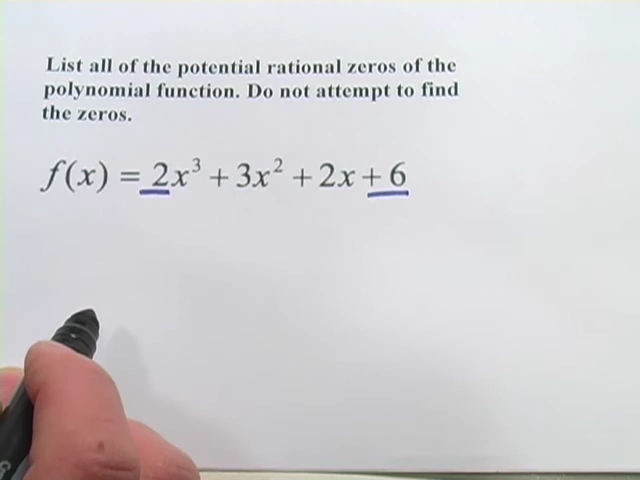 List all of the potential rational zeros of the
polynomial function. Do not attempt to find
the zeros.
f(x) = 2x³ + 3x² + 2x + 6